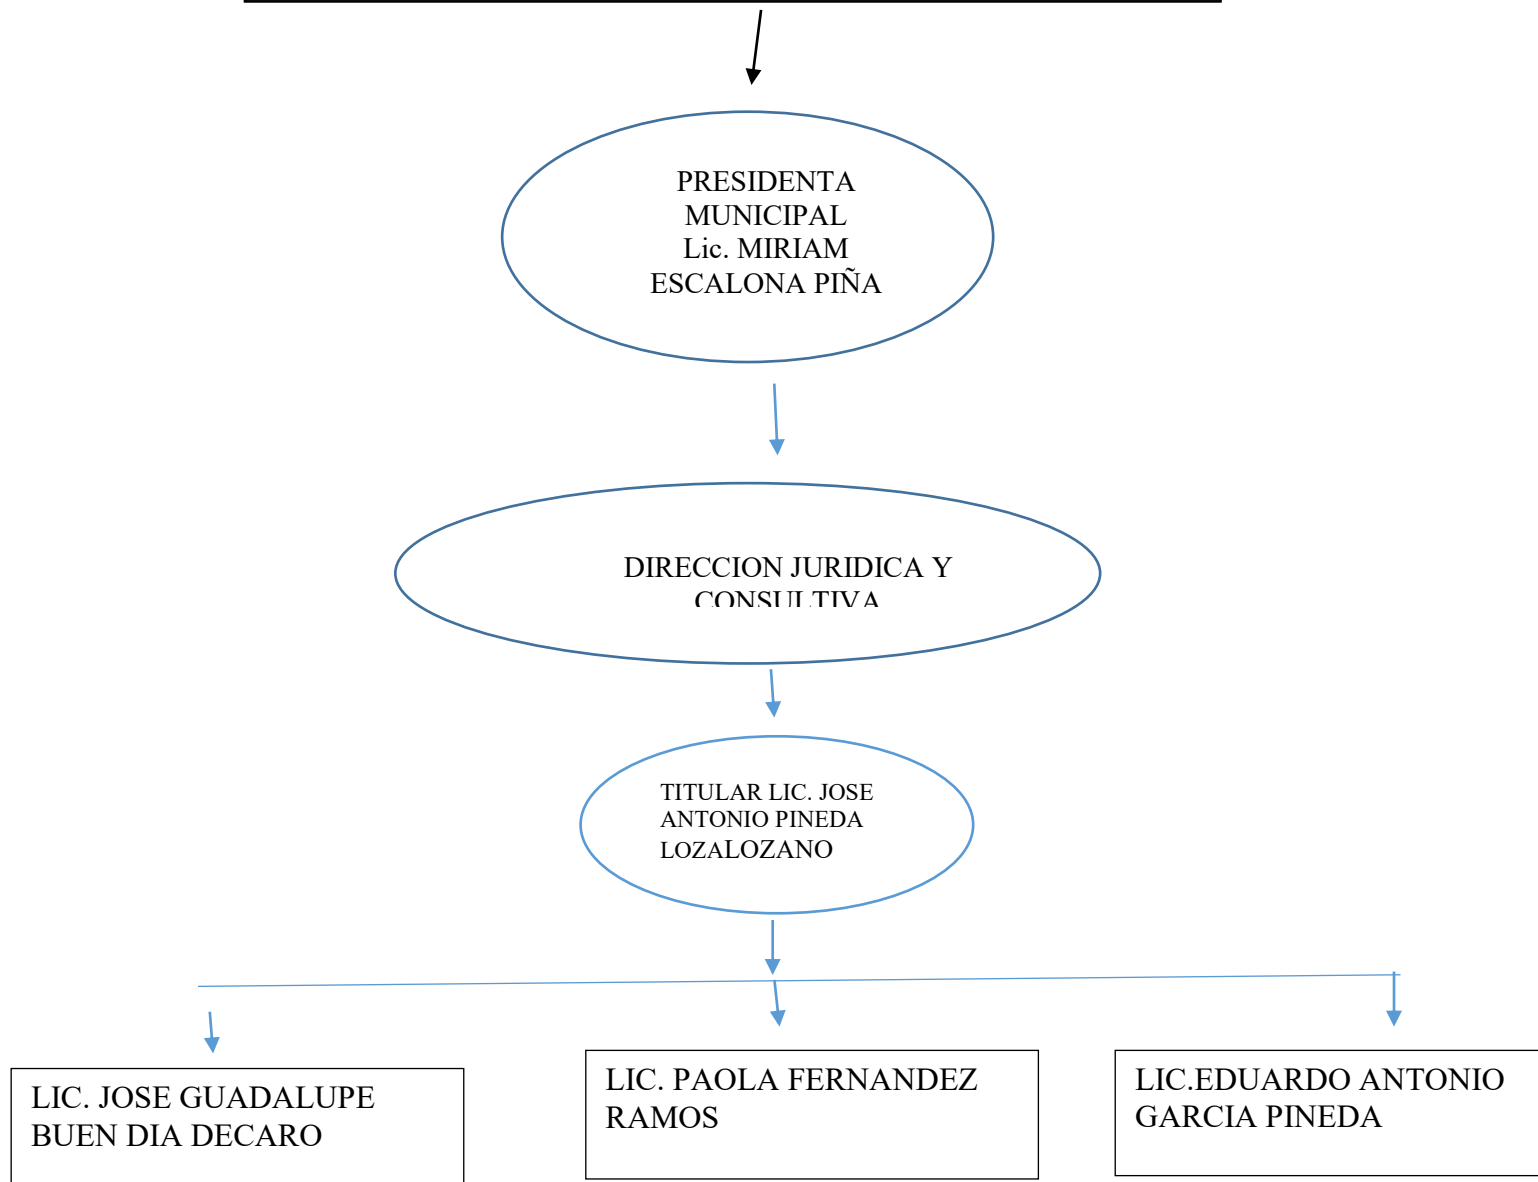 PRESIDENTA
MUNICIPAL
Lic. MIRIAM
ESCALONA PIÑA
DIRECCION JURIDICA Y
CONSULTIVA
TITULAR LIC. JOSE
ANTONIO PINEDA
LOZALOZANO
LIC. JOSE GUADALUPE
BUEN DIA DECARO
LIC. PAOLA FERNANDEZ
RAMOS
LIC.EDUARDO ANTONIO
GARCIA PINEDA